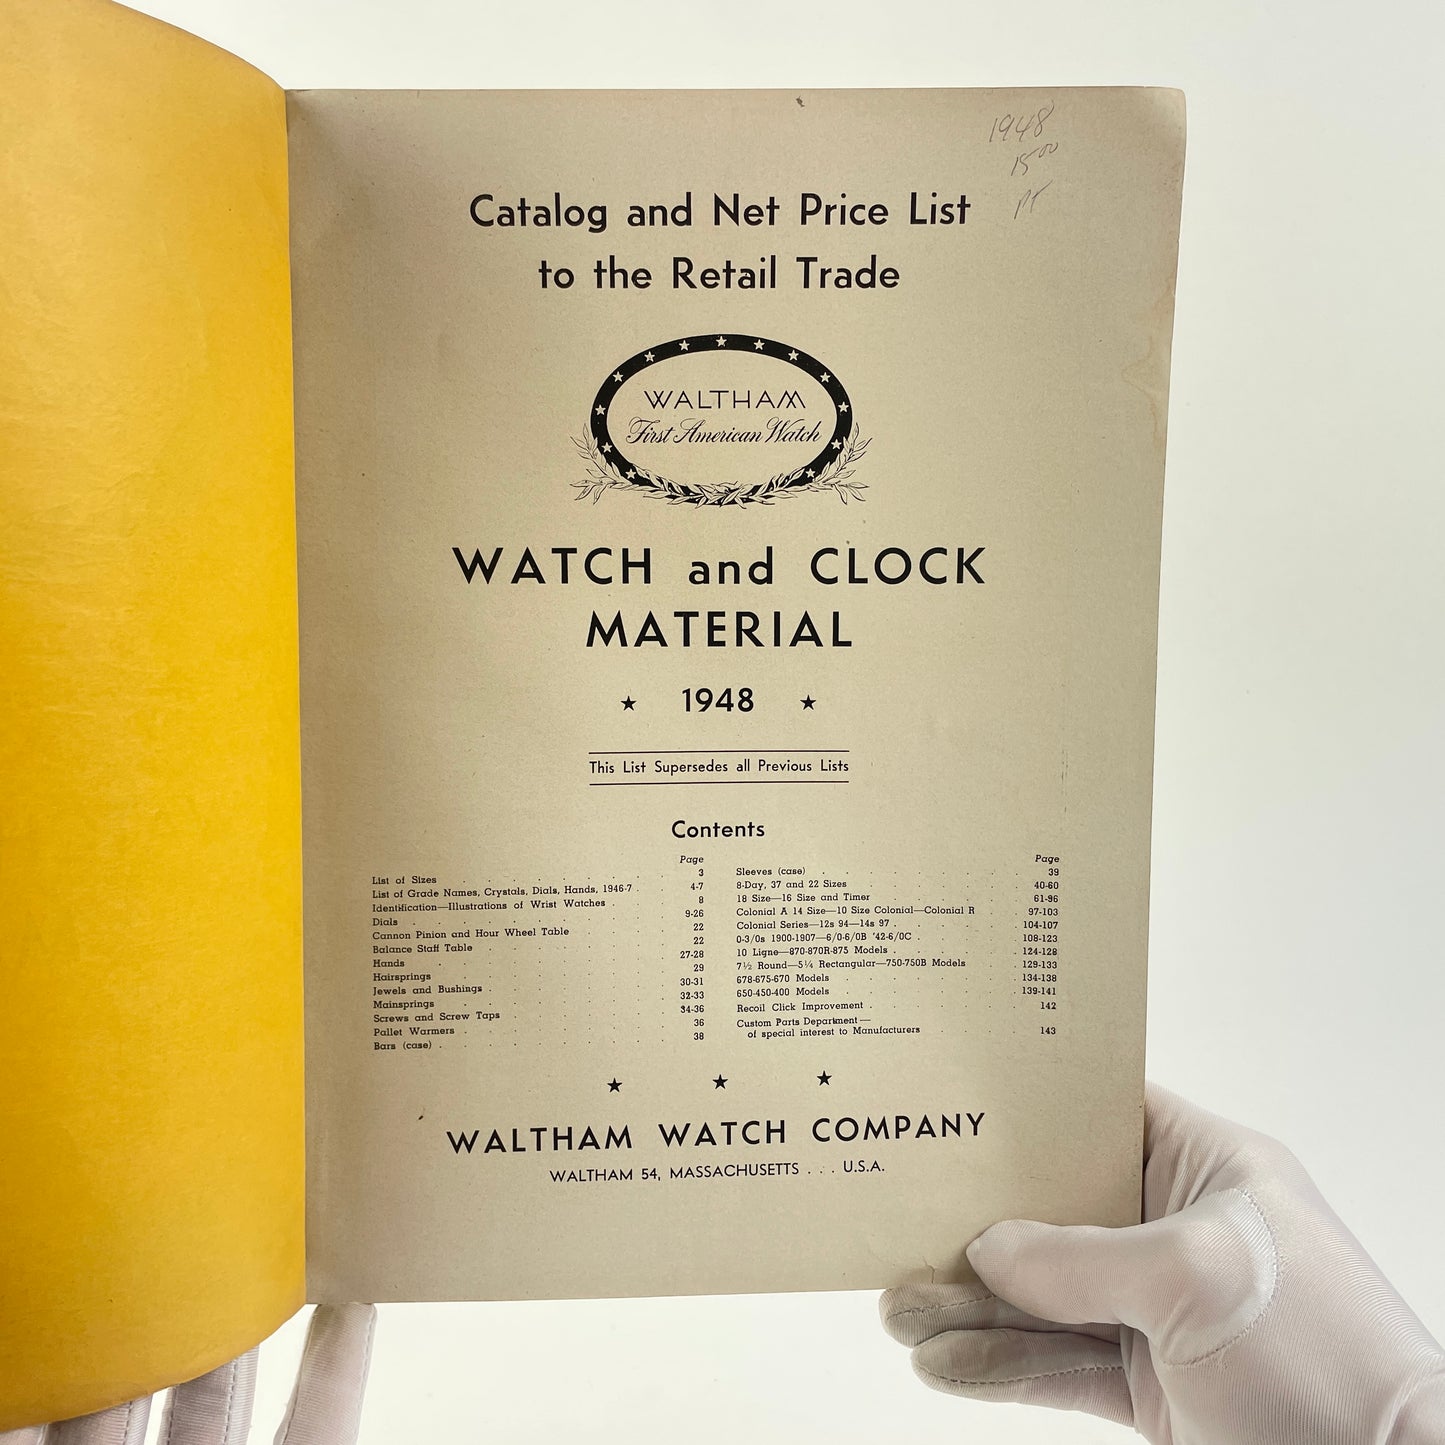 1948
15 00
PT
Catalog and Net Price List
to the Retail Trade
WALTHAM
First American Watch
WATCH and CLOCK
MATERIAL
★ 1948 ★
This List Supersedes all Previous Lists
Contents
Page
List of Sizes . . . . . . . 3
List of Grade Names, Crystals, Dials, Hands, 1946-7 . . 4-7
Identification—Illustrations of Wrist Watches . . . 8
Dials . . . . . . . 9-26
Cannon Pinion and Hour Wheel Table . . . 22
Balance Staff Table . . . . . . 22
Hands . . . . . . . 27-28
Hairsprings . . . . . . . 29
Jewels and Bushings . . . . . . 30-31
Mainsprings . . . . . . . 32-33
Screws and Screw Taps . . . . . 34-36
Pallet Warmers . . . . . . 36
Bars (case) . . . . . . . 38
Page
Sleeves (case) . . . . . . 39
8-Day, 37 and 22 Sizes . . . . . 40-60
18 Size—16 Size and Timer . . . . 61-96
Colonial A 14 Size—10 Size Colonial—Colonial R . . 97-103
Colonial Series—12s 94—14s 97 . . . . 104-107
0-3/0s 1900-1907—6/0-6/0B '42-6/0C . . . 108-123
10 Ligne—870-870R-875 Models . . . . 124-128
7½ Round—5¼ Rectangular—750-750B Models . . 129-133
678-675-670 Models . . . . . 134-138
650-450-400 Models . . . . . 139-141
Recoil Click Improvement . . . . . 142
Custom Parts Department—
of special interest to Manufacturers . . . . 143
★ ★ ★
WALTHAM WATCH COMPANY
WALTHAM 54, MASSACHUSETTS . . . U.S.A.